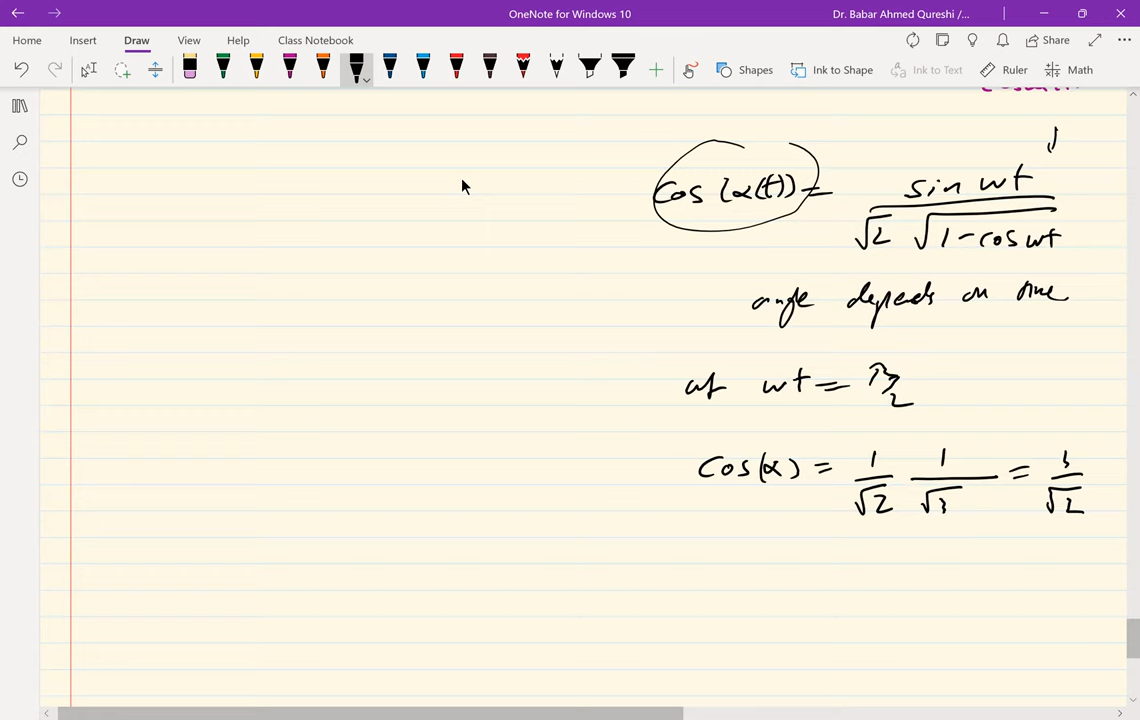 OneNote for Windows 10
Dr. Babar Ahmed Qureshi /...
Home Insert Draw View Help Class Notebook
Share
Shapes Ink to Shape Ink to Text Ruler Math
cos(α(t)) = sin wt / √2 √1-cos wt
angle depends on time
at wt = π/2
Cos(α) = 1/√2 1/√1 = 1/√2